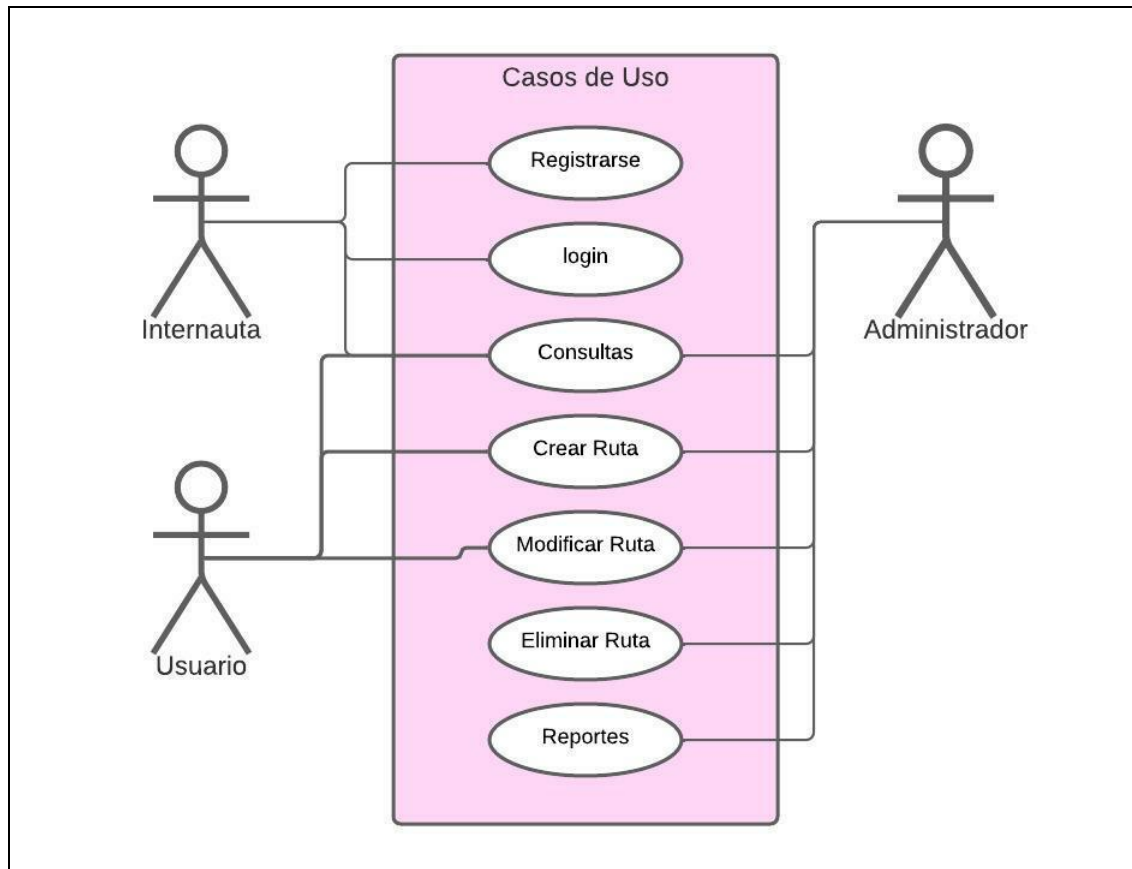 Casos de Uso
Registrarse
login
Internauta
Administrador
Consultas
Crear Ruta
Modificar Ruta
Eliminar Ruta
Usuario
Reportes